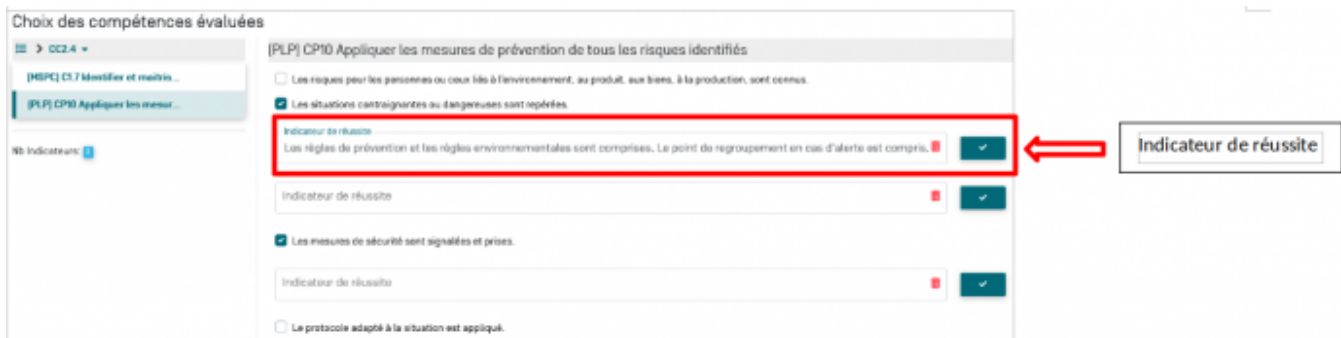 Choix des compétences évaluées
CC2.4
[MSPC] C1.7 Identifier et maitris...
[PLP] CP10 Appliquer les mesur...
Nb Indicateurs:
[PLP] CP10 Appliquer les mesures de prévention de tous les risques identifiés
Les risques pour les personnes ou ceux liés à l'environnement, au produit, aux biens, à la production, sont connus.
Les situations contraignantes ou dangereuses sont repérées.
Indicateur de réussite
Les règles de prévention et les règles environnementales sont comprises. Le point de regroupement en cas d'alerte est compris.
Indicateur de réussite
Indicateur de réussite
Les mesures de sécurité sont signalées et prises.
Indicateur de réussite
Le protocole adapté à la situation est appliqué.